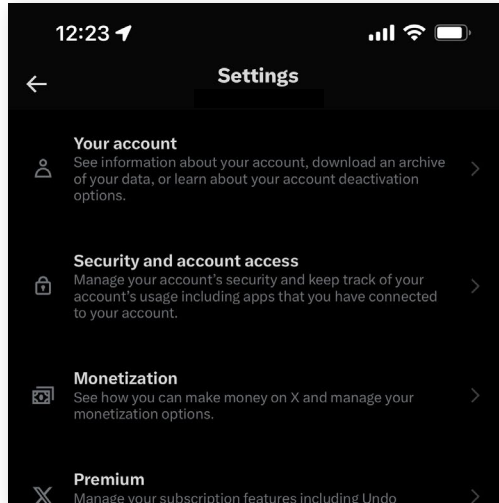 12:23
Settings
Your account
See information about your account, download an archive
of your data, or learn about your account deactivation
options.
Security and account access
Manage your account’s security and keep track of your
account’s usage including apps that you have connected
to your account.
Monetization
See how you can make money on X and manage your
monetization options.
Premium
Manage your subscription features including Undo